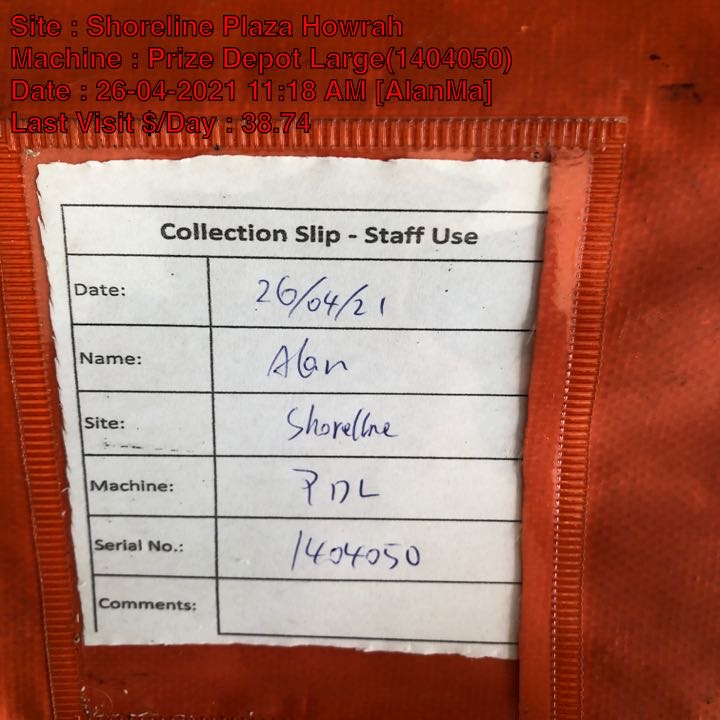 Site : Shoreline Plaza Howrah
Machine : Prize Depot Large(1404050)
Date : 26-04-2021 11:18 AM [AlanMa]
Last Visit $/Day : 38.74
Collection Slip - Staff Use
Date: 26/04/21
Name: Alan
Site: Shoreline
Machine: PDL
Serial No.: 1404050
Comments: